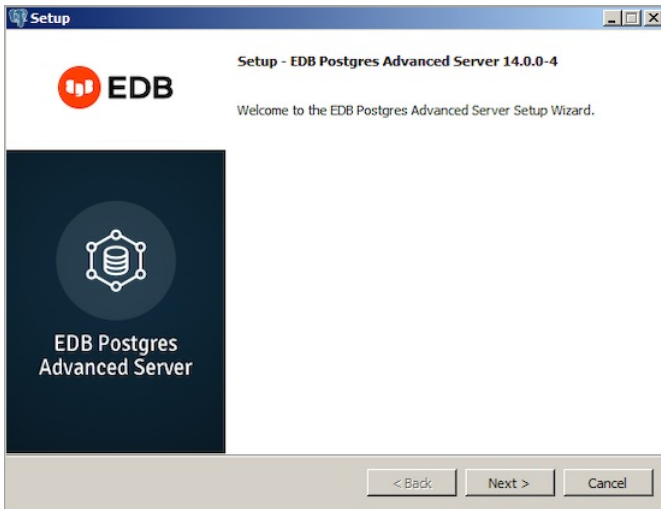 Setup
EDB
Setup - EDB Postgres Advanced Server 14.0.0-4
Welcome to the EDB Postgres Advanced Server Setup Wizard.
EDB Postgres
Advanced Server
< Back
Next >
Cancel